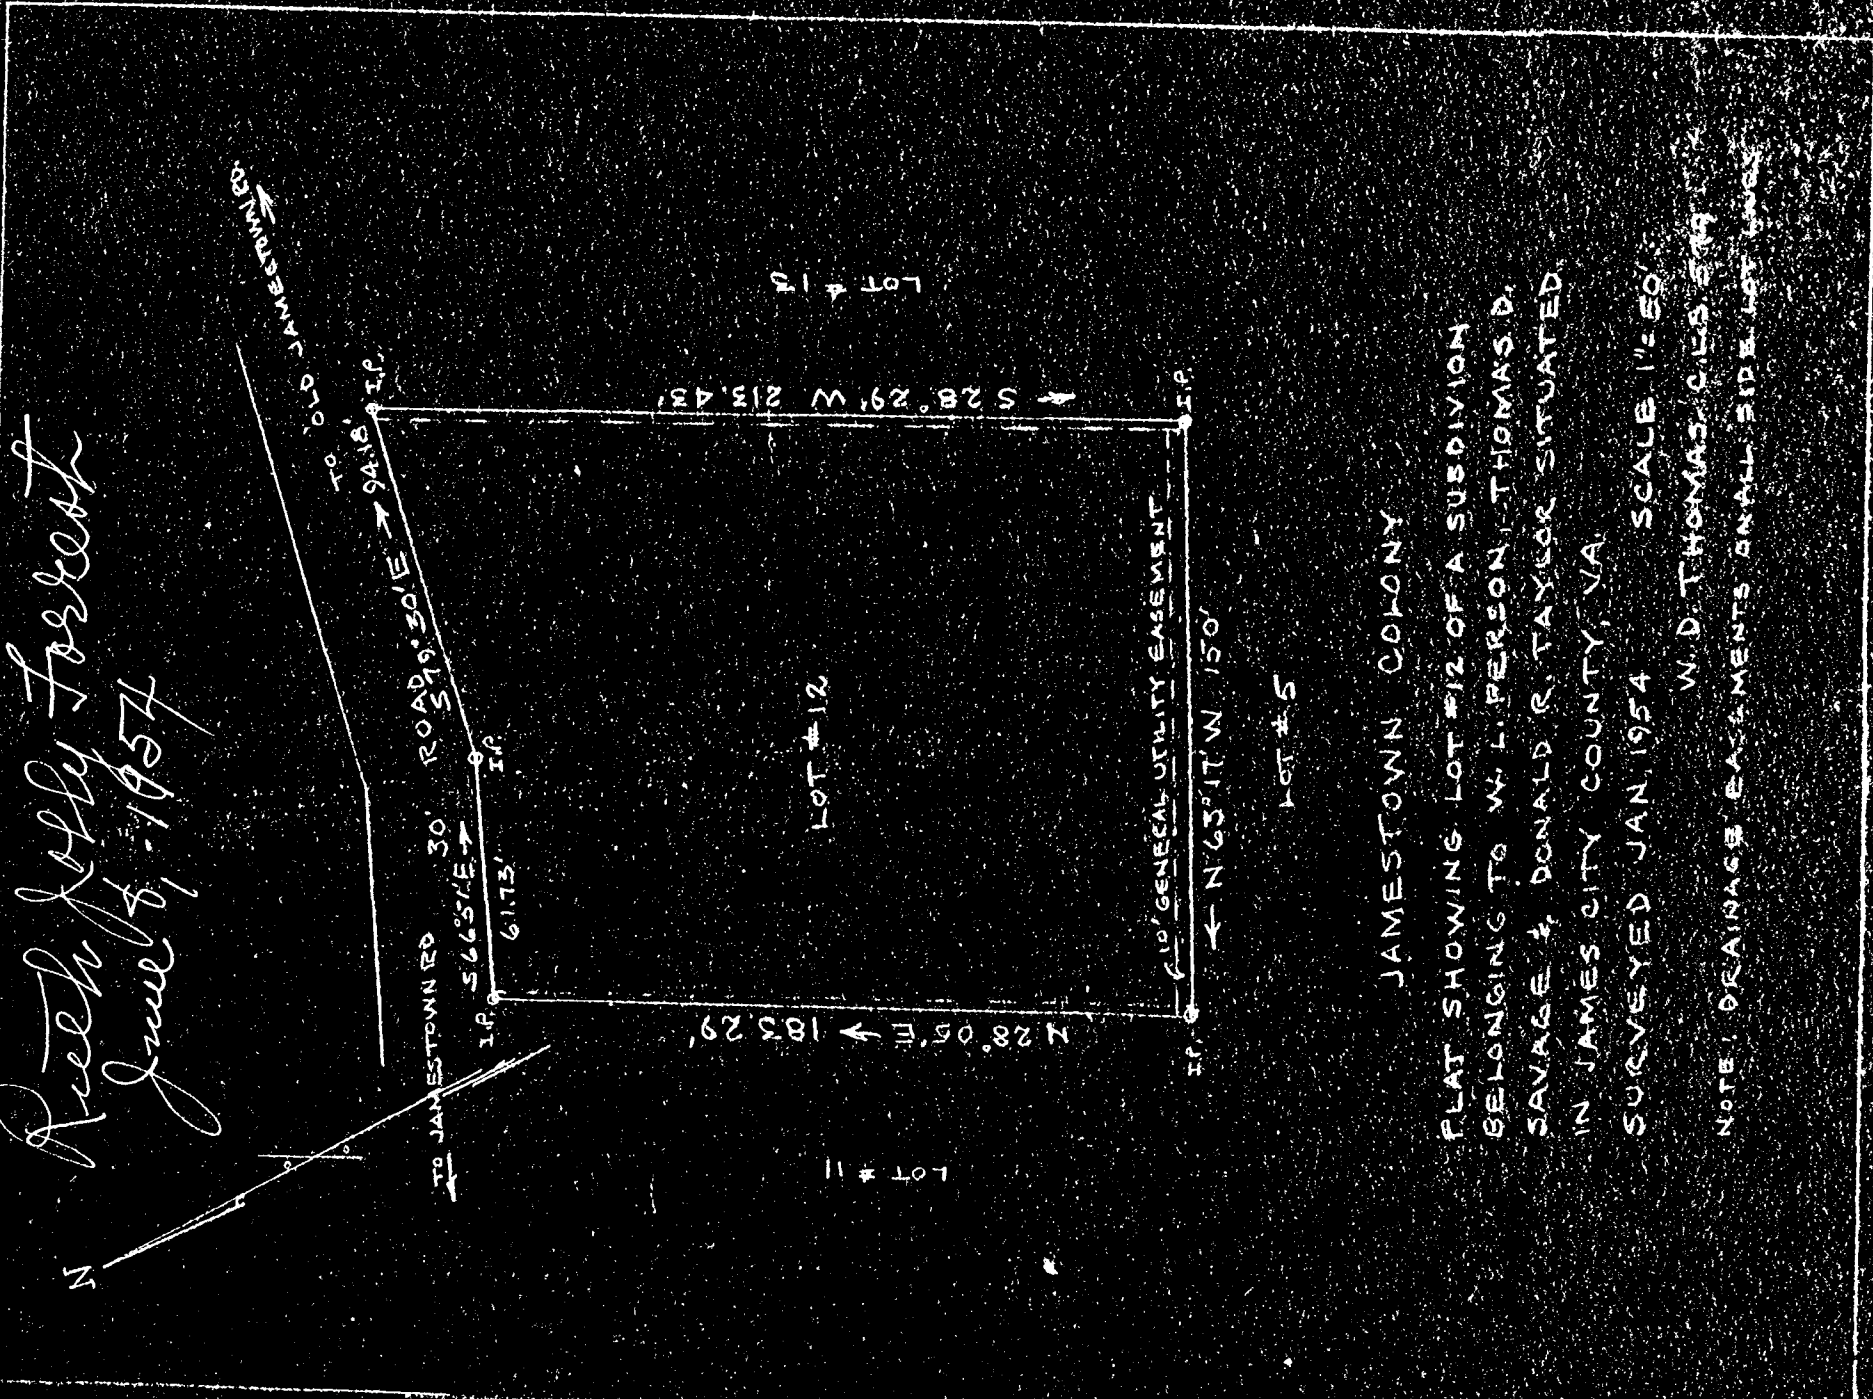 Ruth Jolly Forrest
June 8, 1954
N
TO OLD JAMESTOWN RD.
TO JAMESTOWN RD
30' ROAD
S 66° 57' E
61.73'
S 79° 30' E 94.18'
I.P.
I.P.
I.P.
LOT # 11
N 28° 05' E 183.29'
LOT # 12
S 28° 29' W 213.43'
LOT # 13
10' GENECAL UTILITY EASEMENT
I.P.
I.P.
N 63° 17' W 150'
LOT # 5
JAMESTOWN COLONY
PLAT SHOWING LOT #12 OF A SUBDIVION
BELONGING TO W. L. PERSON, THOMAS D.
SAVAGE & DONALD R. TAYLOR SITUATED
IN JAMES CITY COUNTY, VA.
SURVEYED JAN. 1954 SCALE 1"=50'
W. D. THOMAS, C.L.S.
NOTE: DRAINAGE EASEMENTS ON ALL SIDE LOT LINES